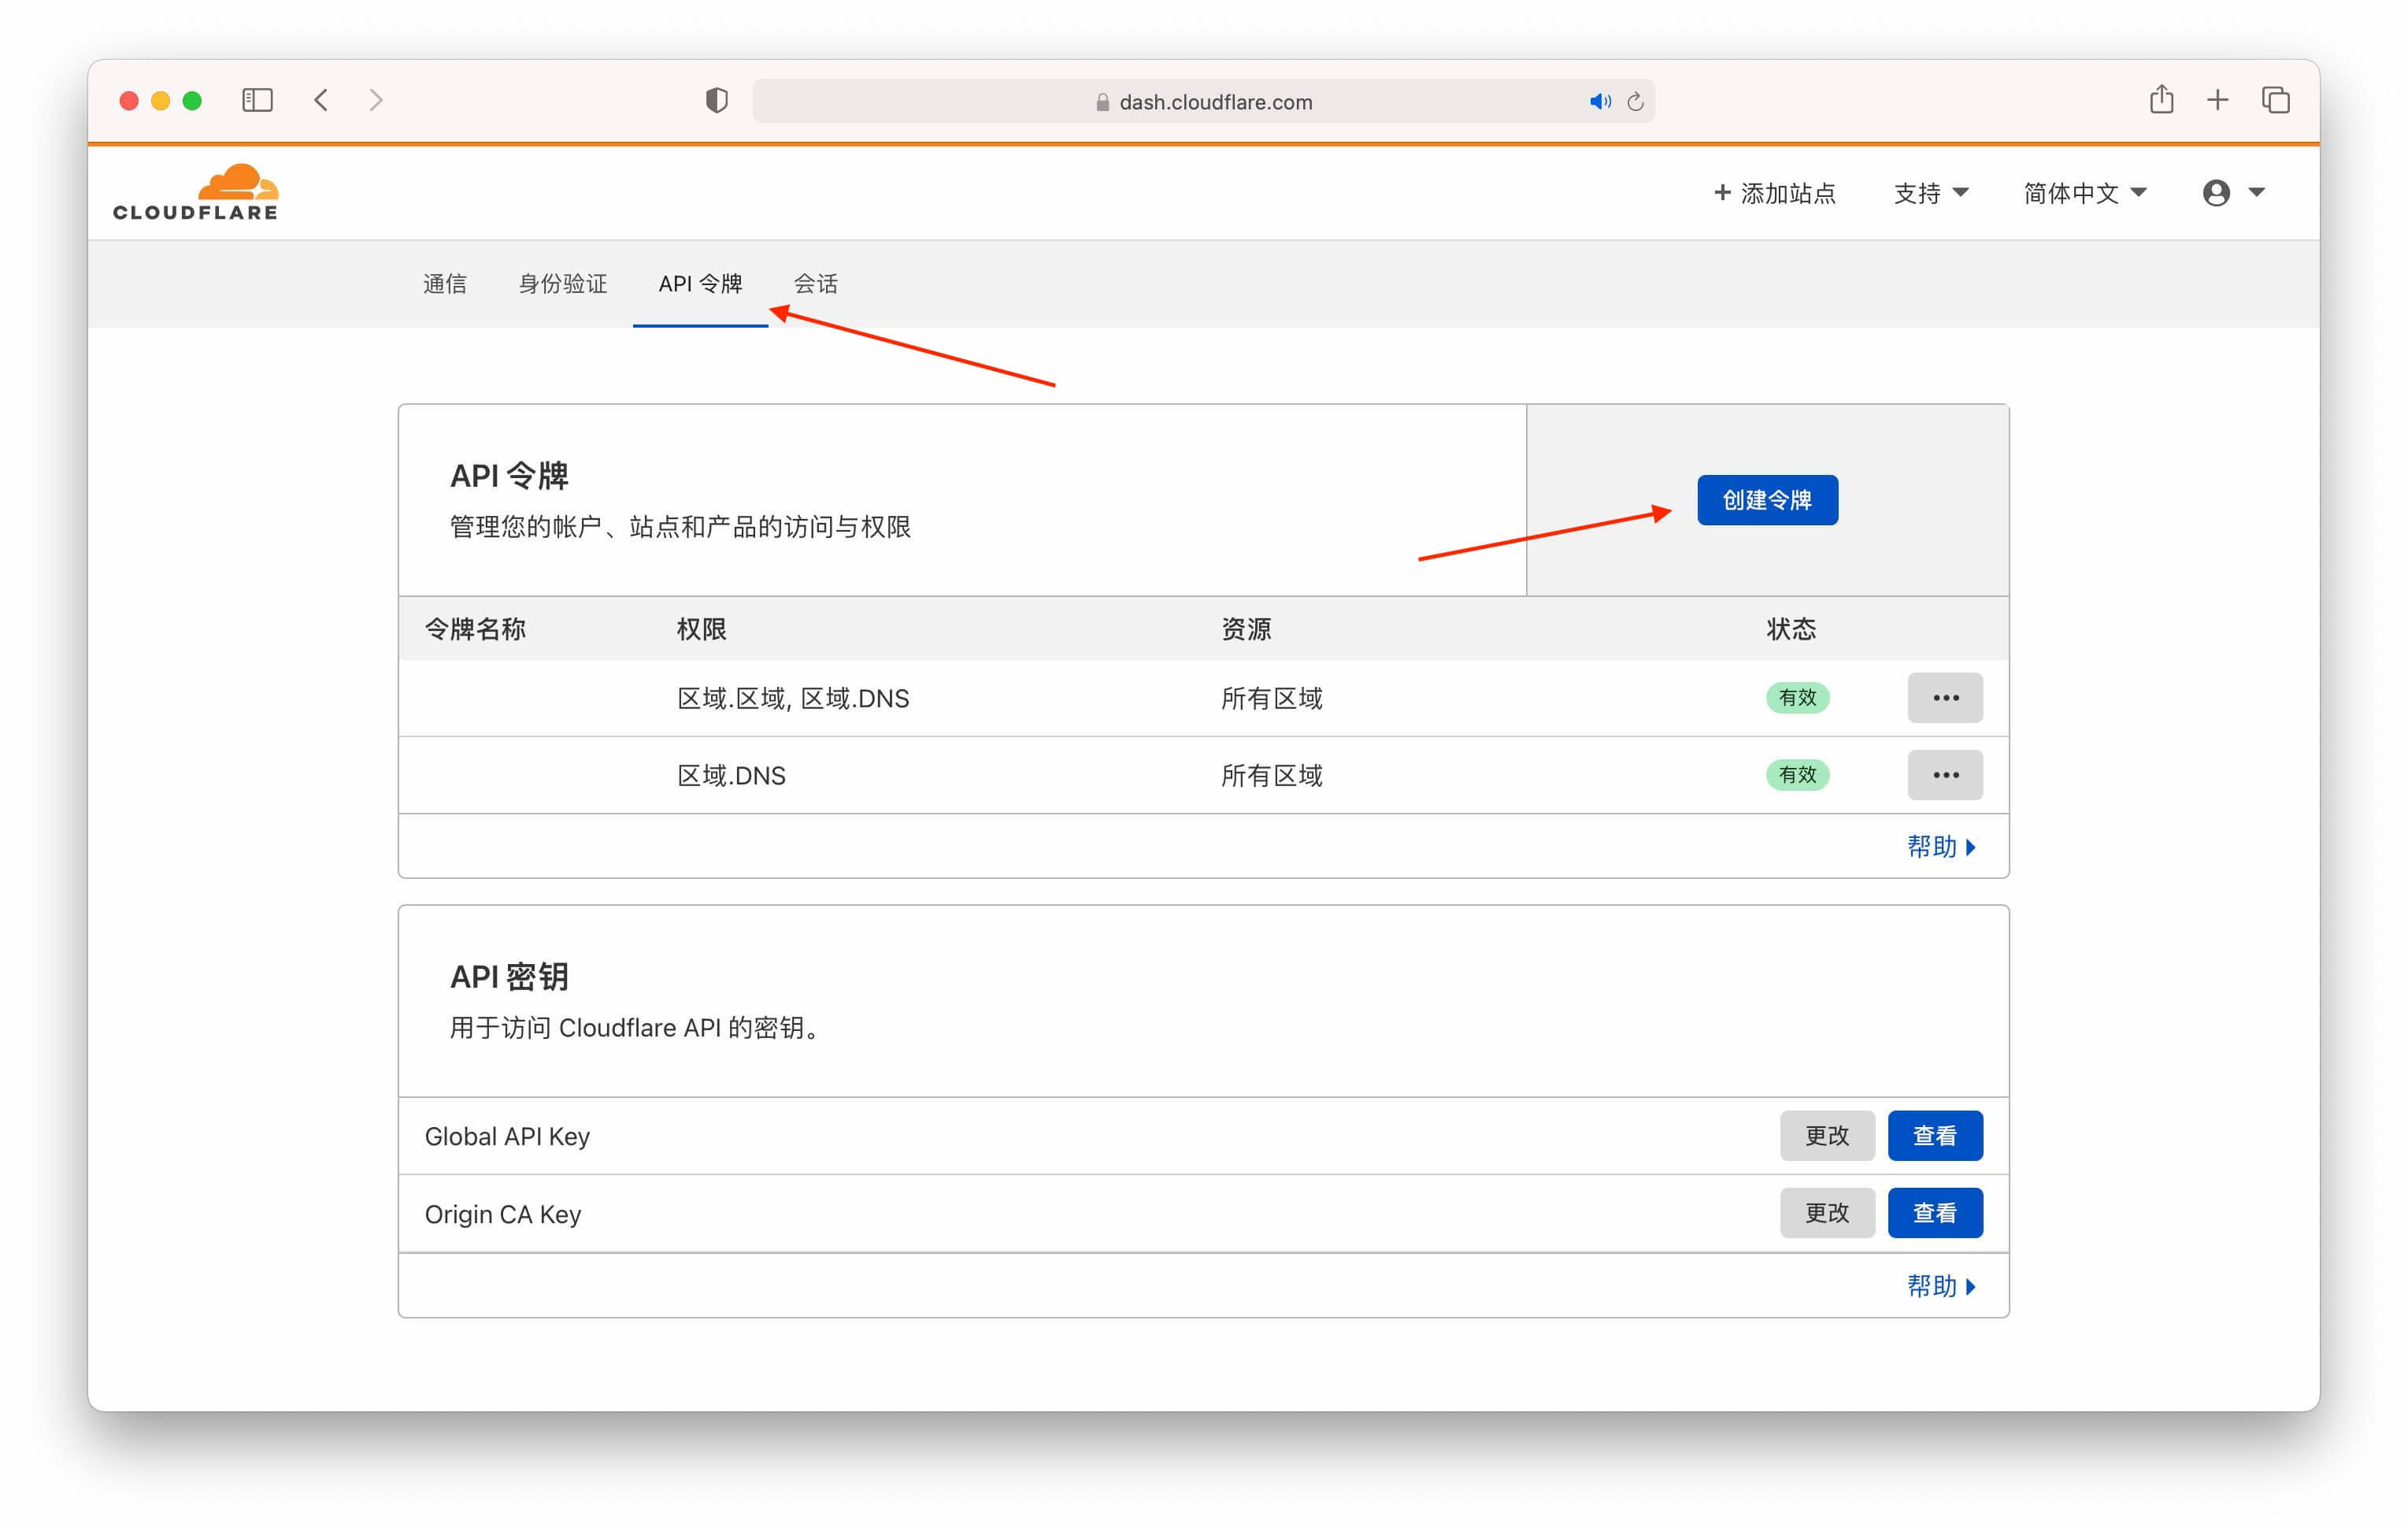 dash.cloudflare.com
CLOUDFLARE
+ 添加站点 支持 简体中文
通信 身份验证 API 令牌 会话
API 令牌
管理您的帐户、站点和产品的访问与权限
创建令牌
令牌名称 权限 资源 状态
区域.区域, 区域.DNS 所有区域 有效
区域.DNS 所有区域 有效
帮助
API 密钥
用于访问 Cloudflare API 的密钥。
Global API Key 更改 查看
Origin CA Key 更改 查看
帮助